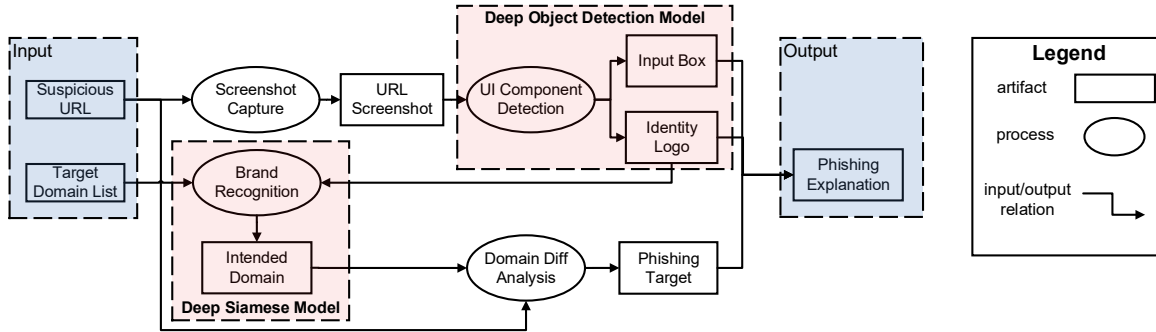 Input
Suspicious
URL
Target
Domain List
Screenshot
Capture
URL
Screenshot
Deep Object Detection Model
UI Component
Detection
Input Box
Identity
Logo
Brand
Recognition
Intended
Domain
Deep Siamese Model
Domain Diff
Analysis
Phishing
Target
Output
Phishing
Explanation
Legend
artifact
process
input/output
relation